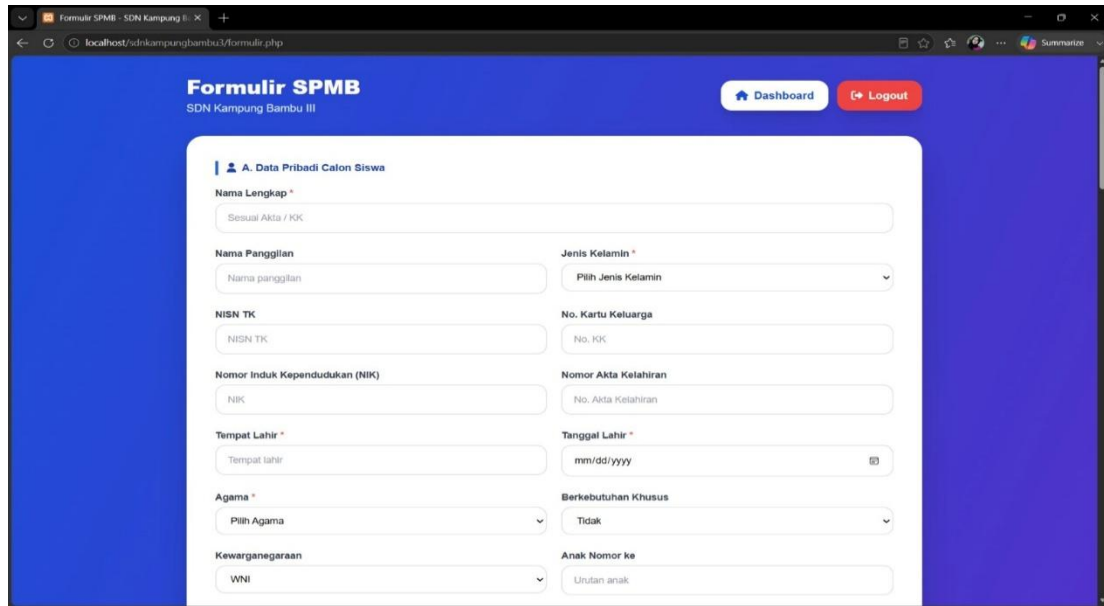 Formulir SPMB - SDN Kampung B
localhost/sdnkampungbambu3/formulir.php
Summarize
Formulir SPMB
SDN Kampung Bambu III
Dashboard
Logout
A. Data Pribadi Calon Siswa
Nama Lengkap *
Sesuai Akta / KK
Nama Panggilan
Jenis Kelamin *
Nama panggilan
Pilih Jenis Kelamin
NISN TK
No. Kartu Keluarga
NISN TK
No. KK
Nomor Induk Kependudukan (NIK)
Nomor Akta Kelahiran
NIK
No. Akta Kelahiran
Tempat Lahir *
Tanggal Lahir *
Tempat lahir
mm/dd/yyyy
Agama *
Berkebutuhan Khusus
Pilih Agama
Tidak
Kewarganegaraan
Anak Nomor ke
WNI
Urutan anak